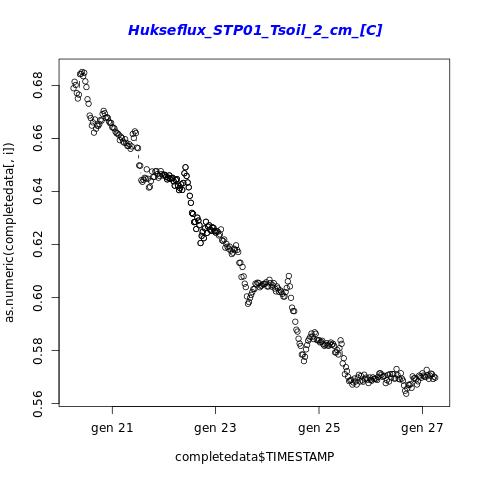 Hukseflux_STP01_Tsoil_2_cm_[C]
as.numeric(completedata[, i])
0.68
0.66
0.64
0.62
0.60
0.58
0.56
gen 21 gen 23 gen 25 gen 27
completedata$TIMESTAMP